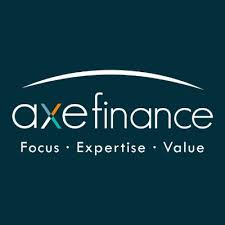 axefinance
Focus · Expertise · Value